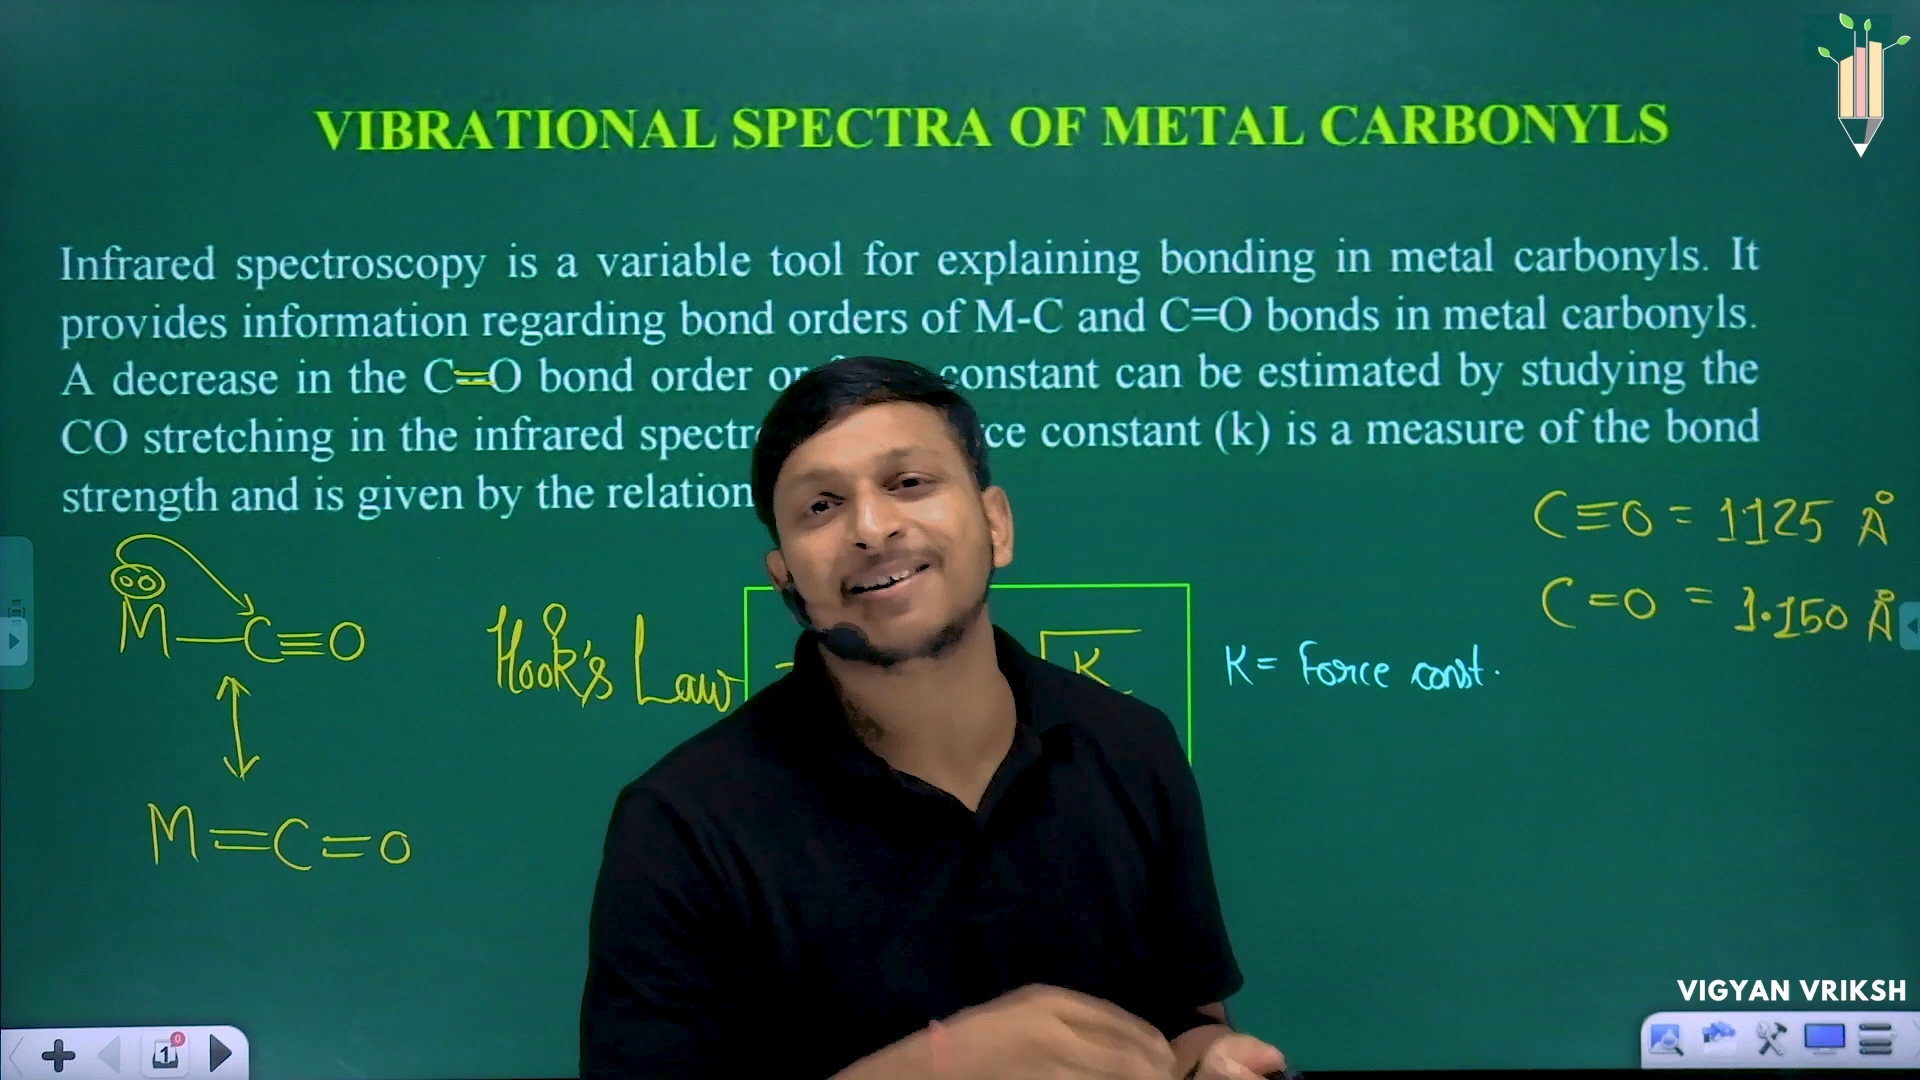 VIBRATIONAL SPECTRA OF METAL CARBONYLS
Infrared spectroscopy is a variable tool for explaining bonding in metal carbonyls. It
provides information regarding bond orders of M-C and C=O bonds in metal carbonyls.
A decrease in the C=O bond order or constant can be estimated by studying the
CO stretching in the infrared constant (k) is a measure of the bond
strength and is given by the relation
C≡O = 1.125 Å
C=O = 1.150 Å
M—C≡O
Hook's Law
K
K = Force const.
M=C=O
VIGYAN VRIKSH
1
0